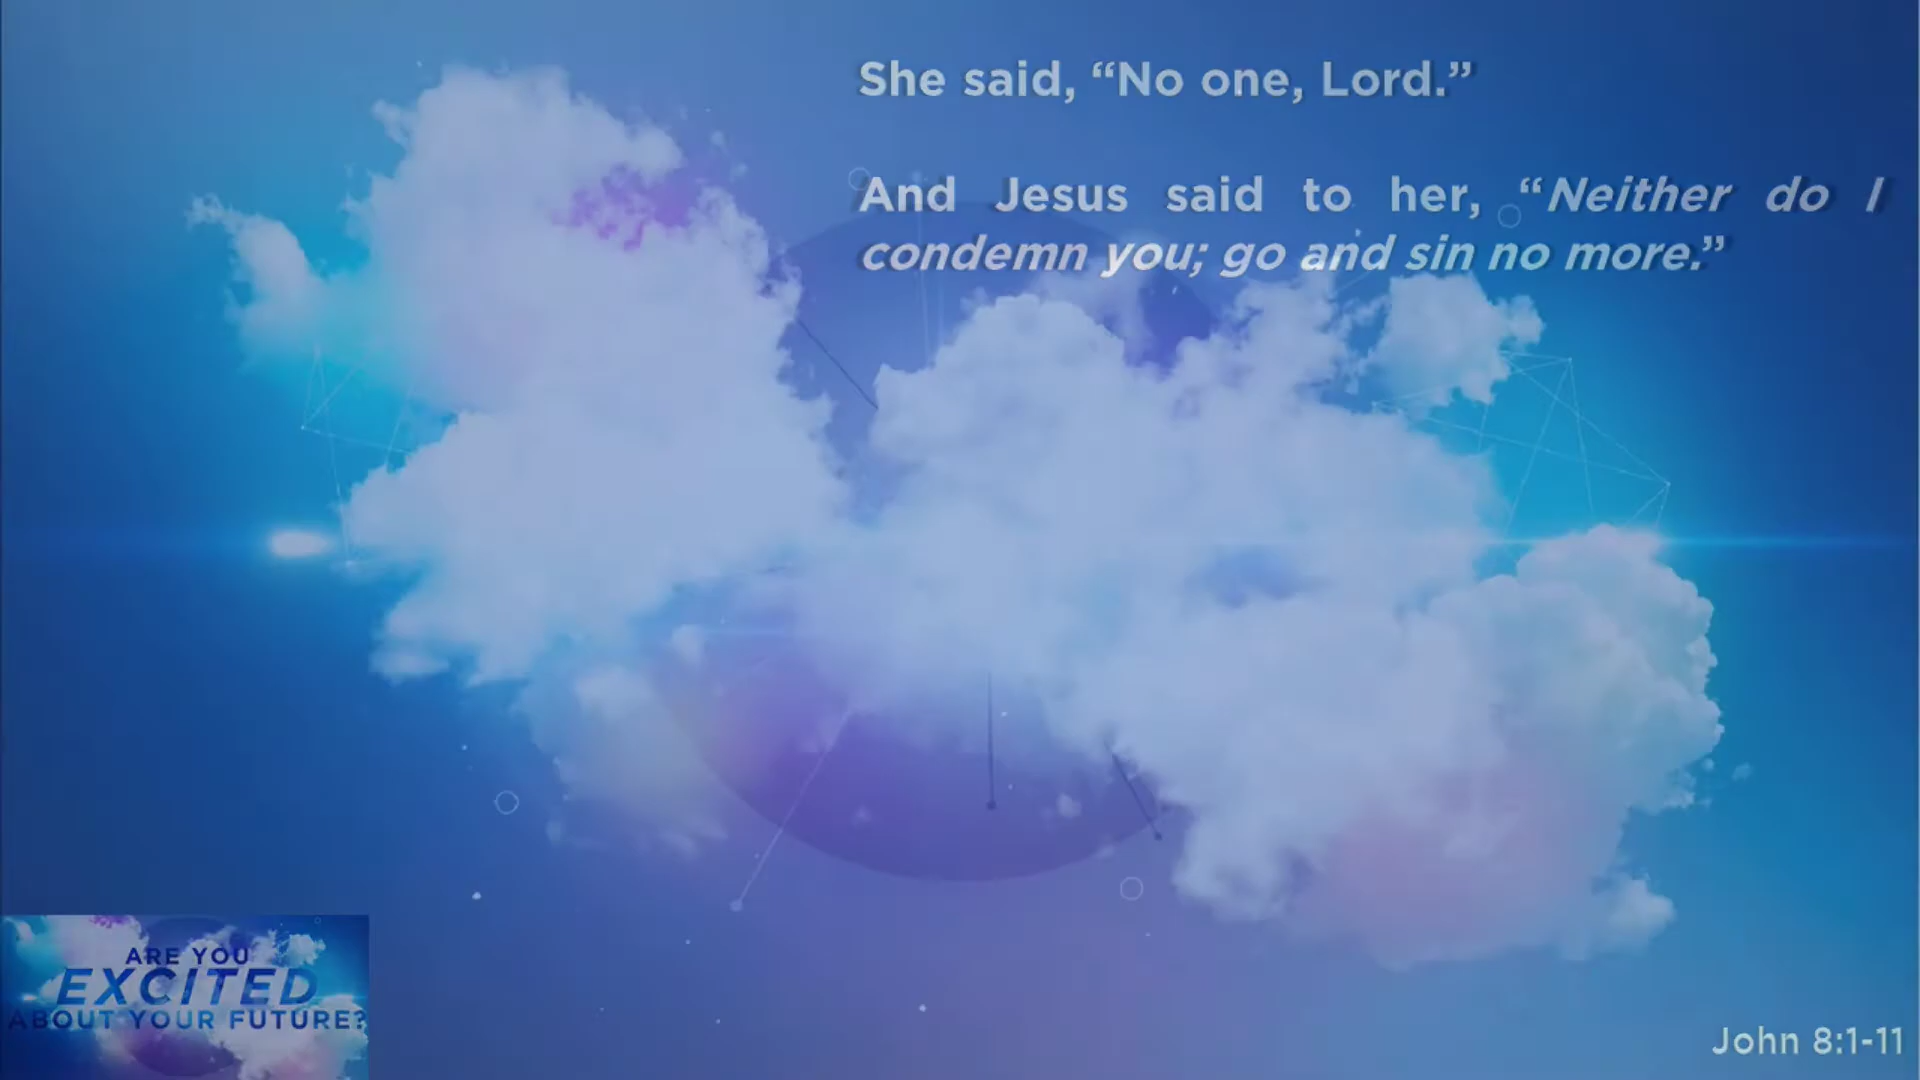 She said, “No one, Lord.”
And Jesus said to her, “Neither do I
condemn you; go and sin no more.”
ARE YOU
EXCITED
ABOUT YOUR FUTURE?
John 8:1-11